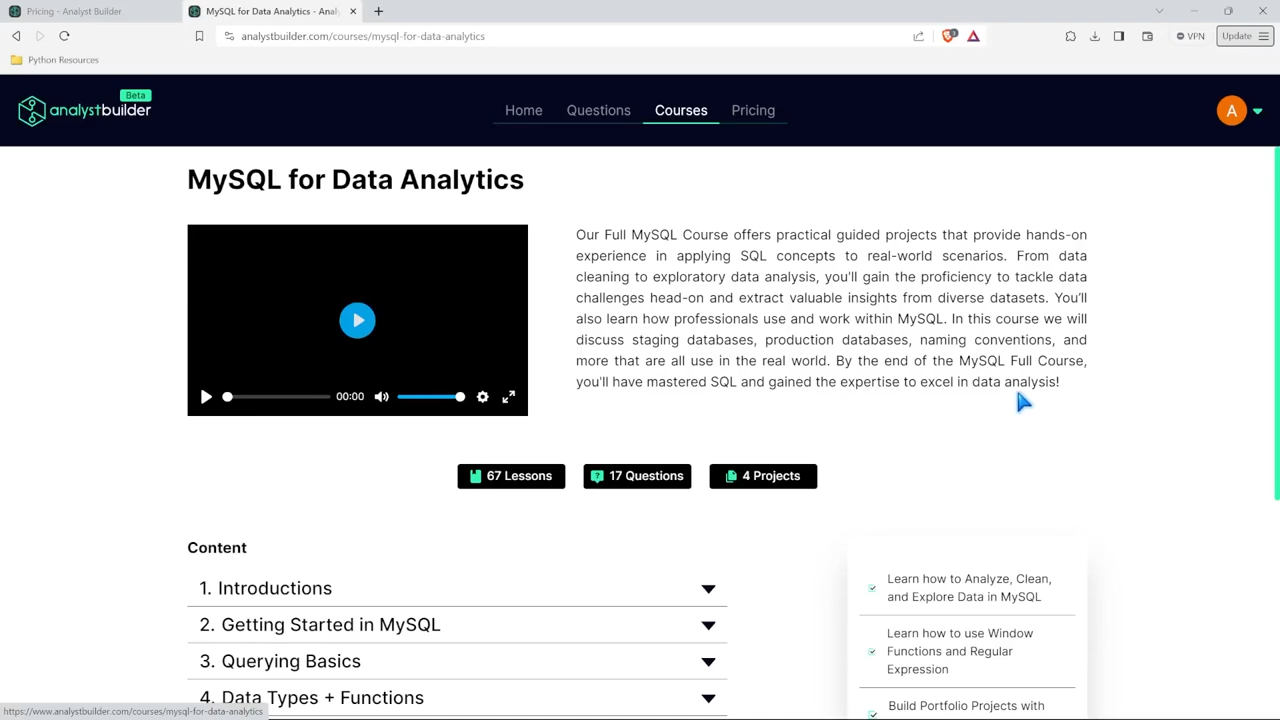 Pricing - Analyst Builder
MySQL for Data Analytics - Anal
analystbuilder.com/courses/mysql-for-data-analytics
3
VPN
Update
Python Resources
Beta
analystbuilder
Home
Questions
Courses
Pricing
A
MySQL for Data Analytics
Our Full MySQL Course offers practical guided projects that provide hands-on
experience in applying SQL concepts to real-world scenarios. From data
cleaning to exploratory data analysis, you'll gain the proficiency to tackle data
challenges head-on and extract valuable insights from diverse datasets. You'll
also learn how professionals use and work within MySQL. In this course we will
discuss staging databases, production databases, naming conventions, and
more that are all use in the real world. By the end of the MySQL Full Course,
you'll have mastered SQL and gained the expertise to excel in data analysis!
00:00
67 Lessons
17 Questions
4 Projects
Content
1. Introductions
2. Getting Started in MySQL
3. Querying Basics
4. Data Types + Functions
Learn how to Analyze, Clean,
and Explore Data in MySQL
Learn how to use Window
Functions and Regular
Expression
Build Portfolio Projects with
https://www.analystbuilder.com/courses/mysql-for-data-analytics